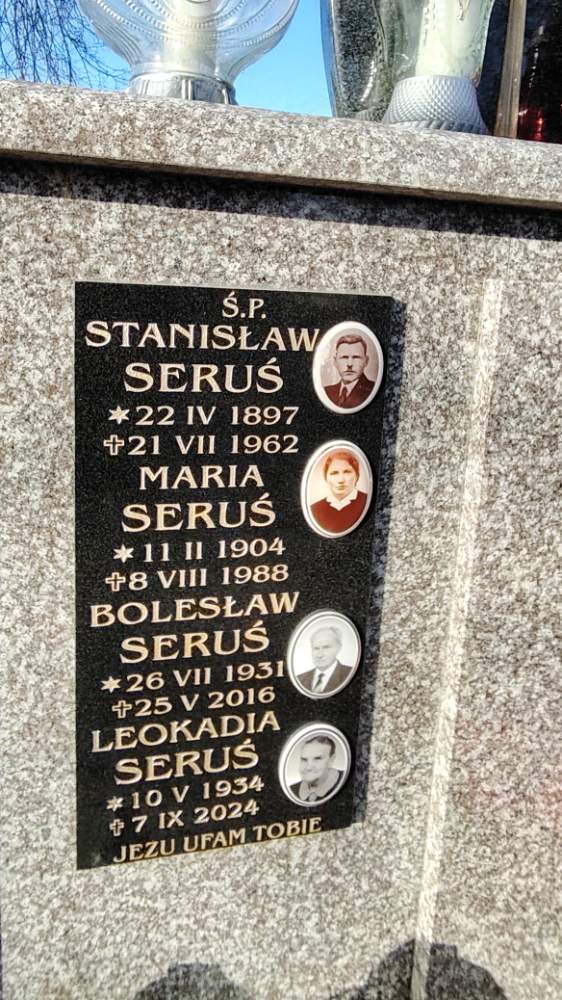 Ś.P.
STANISŁAW
SERUŚ
* 22 IV 1897
✝ 21 VII 1962
MARIA
SERUŚ
* 11 II 1904
✝ 8 VIII 1988
BOLESŁAW
SERUŚ
* 26 VII 1931
✝ 25 V 2016
LEOKADIA
SERUŚ
* 10 V 1934
✝ 7 IX 2024
JEZU UFAM TOBIE